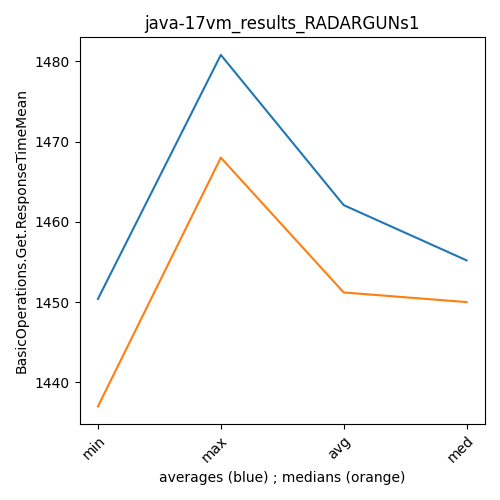 java-17vm_results_RADARGUNs1
BasicOperations.Get.ResponseTimeMean
1480
1470
1460
1450
1440
min
max
avg
med
averages (blue) ; medians (orange)